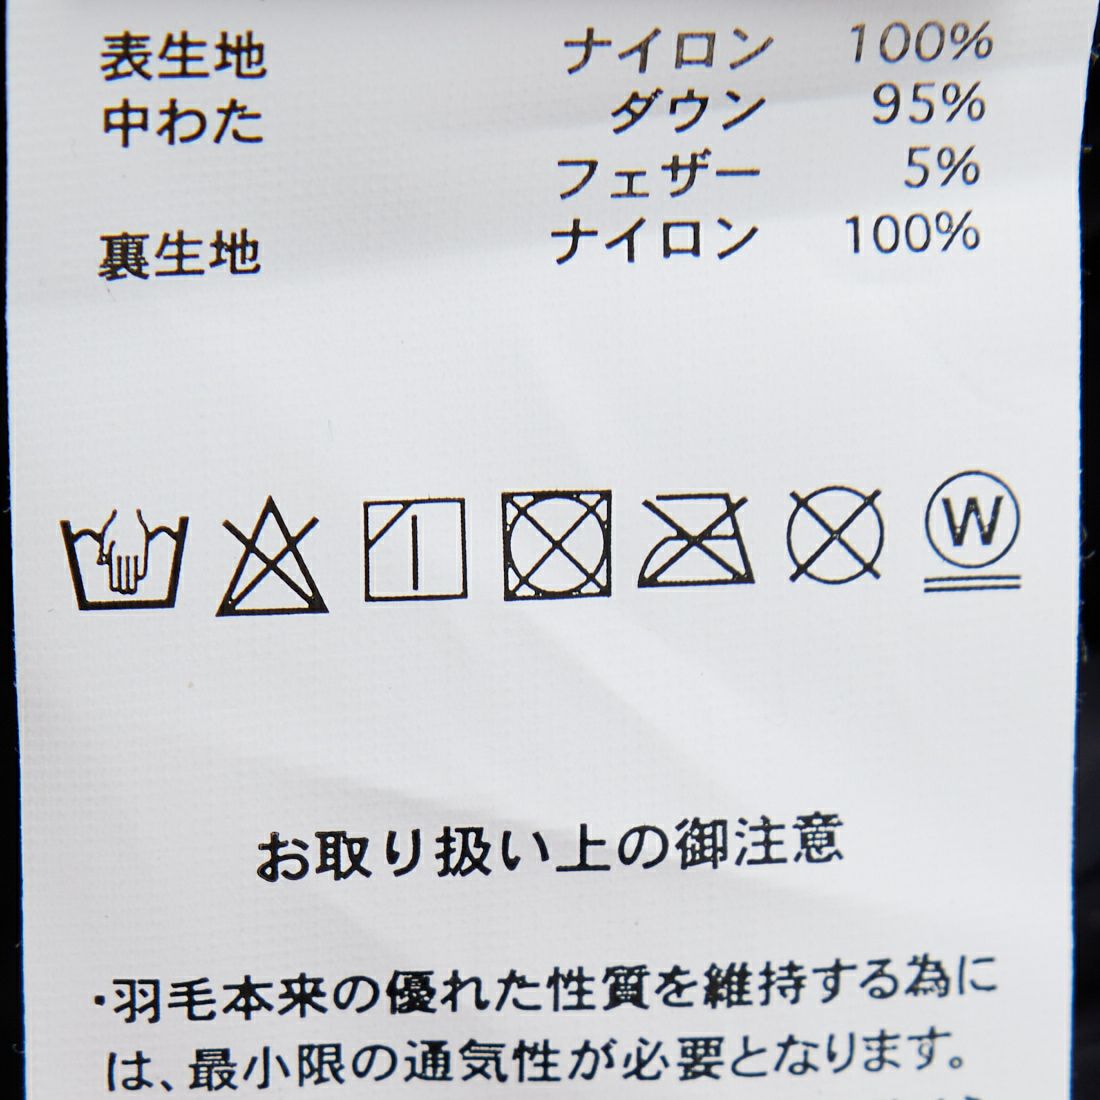 表生地 ナイロン 100%
中わた ダウン 95%
フェザー 5%
裏生地 ナイロン 100%
W
お取り扱い上の御注意
・羽毛本来の優れた性質を維持する為に
は、最小限の通気性が必要となります。